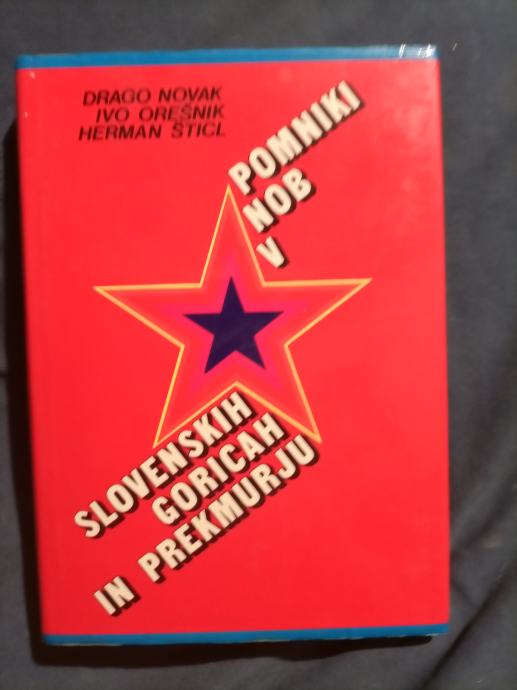 DRAGO NOVAK
IVO OREŠNIK
HERMAN ŠTICL
POMNIKI
NOB
V
SLOVENSKIH
GORICAH
IN PREKMURJU